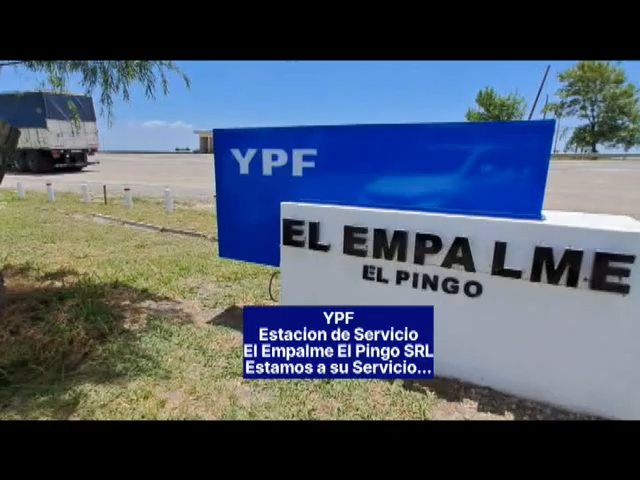 YPF
EL EMPALME
EL PINGO
YPF
Estacion de Servicio
El Empalme El Pingo SRL
Estamos a su Servicio...